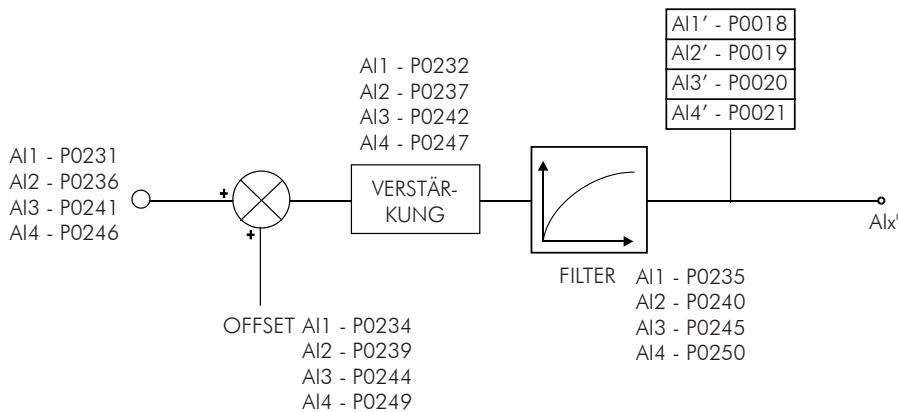 AI1' - P0018
AI2' - P0019
AI3' - P0020
AI4' - P0021
AI1 - P0232
AI2 - P0237
AI3 - P0242
AI4 - P0247
AI1 - P0231
AI2 - P0236
AI3 - P0241
AI4 - P0246
+
+
VERSTÄR-
KUNG
AIx'
FILTER
AI1 - P0235
AI2 - P0240
AI3 - P0245
AI4 - P0250
OFFSET AI1 - P0234
AI2 - P0239
AI3 - P0244
AI4 - P0249